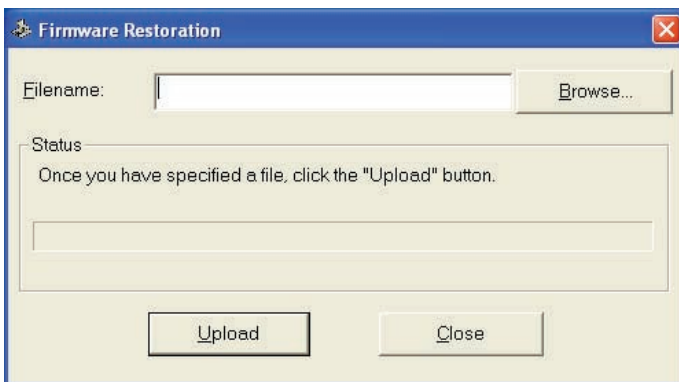 Firmware Restoration
Filename:
Browse...
Status
Once you have specified a file, click the "Upload" button.
Upload
Close